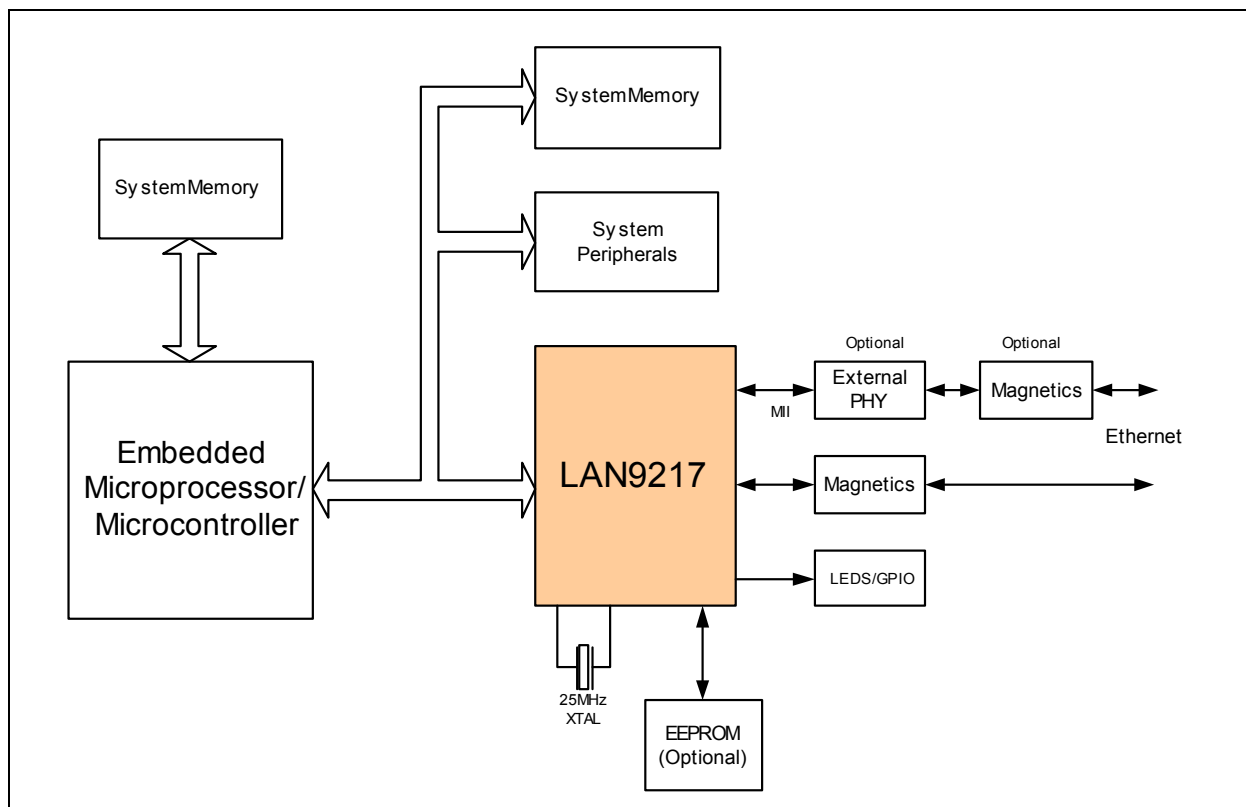 SystemMemory
SystemMemory
System
Peripherals
Embedded
Microprocessor/
Microcontroller
LAN9217
Optional
External
PHY
Optional
Magnetics
MII
Ethernet
Magnetics
LEDS/GPIO
25MHz
XTAL
EEPROM
(Optional)